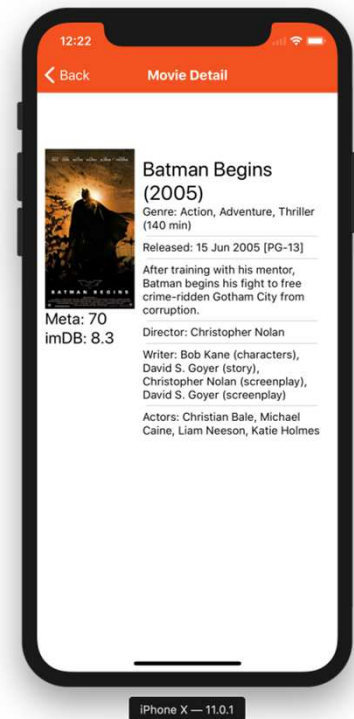 12:22
Back
Movie Detail
BATMAN BEGINS
Meta: 70
imDB: 8.3
Batman Begins
(2005)
Genre: Action, Adventure, Thriller
(140 min)
Released: 15 Jun 2005 [PG-13]
After training with his mentor,
Batman begins his fight to free
crime-ridden Gotham City from
corruption.
Director: Christopher Nolan
Writer: Bob Kane (characters),
David S. Goyer (story),
Christopher Nolan (screenplay),
David S. Goyer (screenplay)
Actors: Christian Bale, Michael
Caine, Liam Neeson, Katie Holmes
iPhone X — 11.0.1